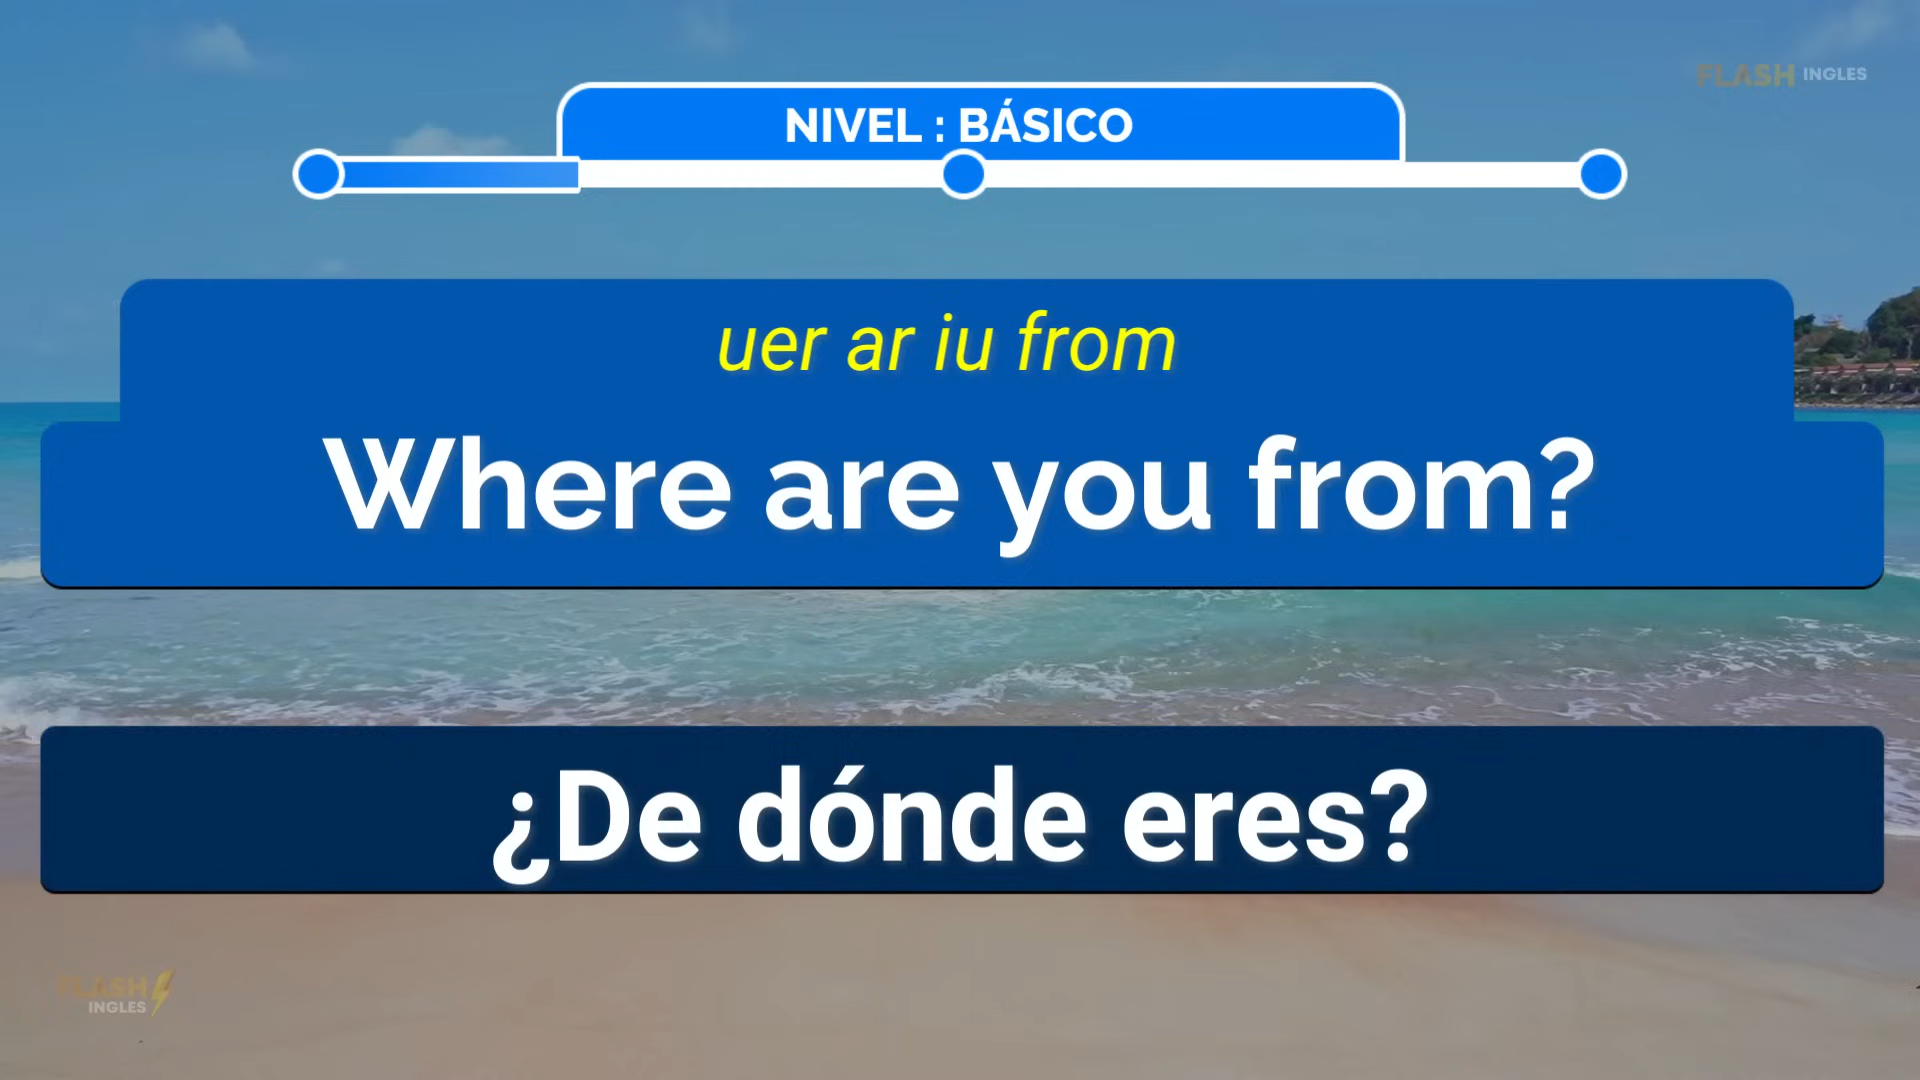 FLASH INGLES
NIVEL : BÁSICO
uer ar iu from
Where are you from?
¿De dónde eres?
FLASH
INGLES